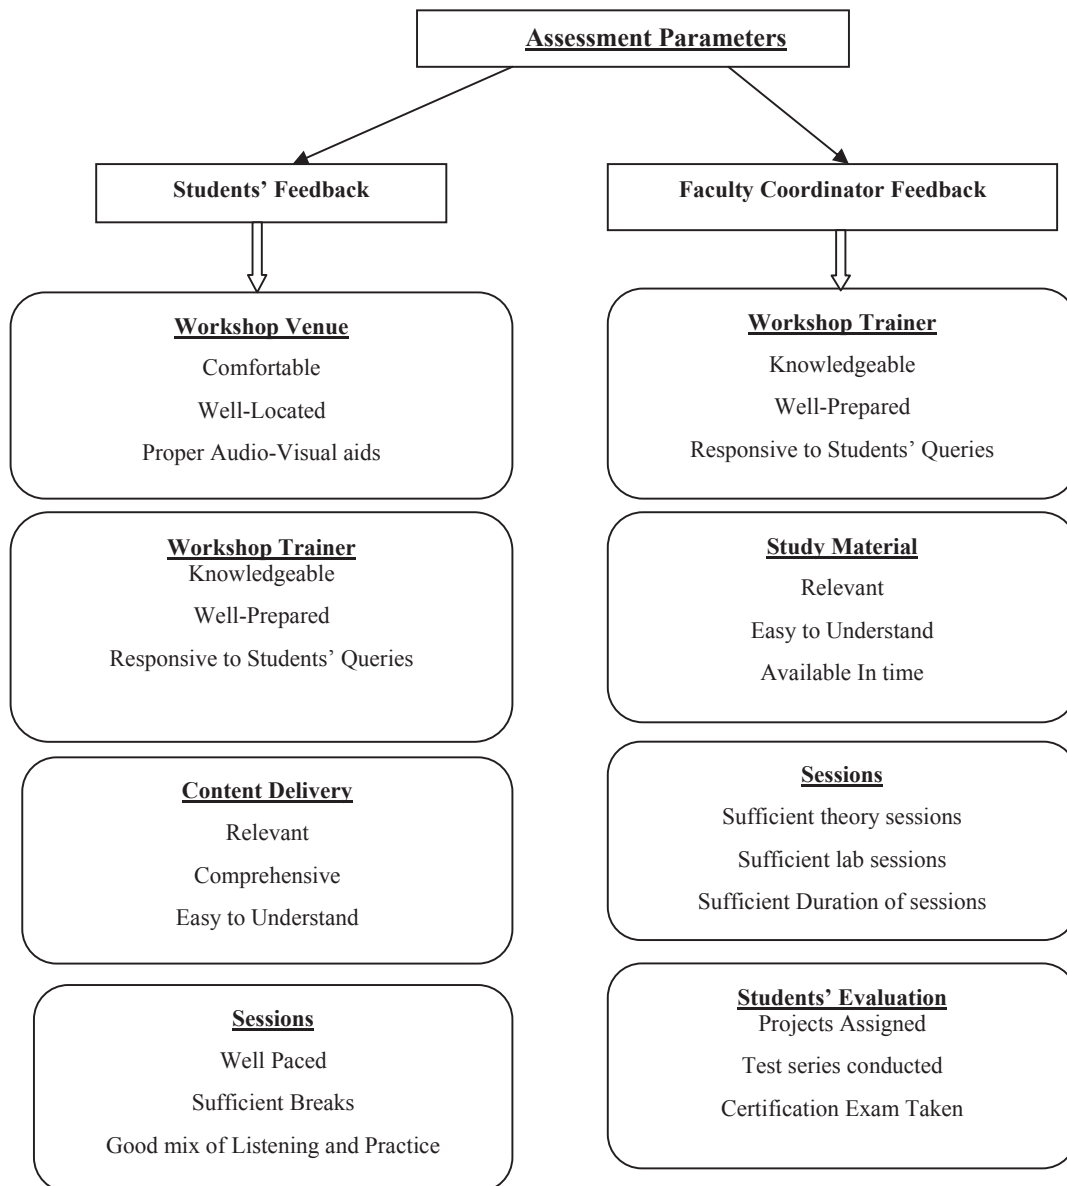 Assessment Parameters
Students’ Feedback
Workshop Venue
Comfortable
Well-Located
Proper Audio-Visual aids
Workshop Trainer
Knowledgeable
Well-Prepared
Responsive to Students’ Queries
Content Delivery
Relevant
Comprehensive
Easy to Understand
Sessions
Well Paced
Sufficient Breaks
Good mix of Listening and Practice
Faculty Coordinator Feedback
Workshop Trainer
Knowledgeable
Well-Prepared
Responsive to Students’ Queries
Study Material
Relevant
Easy to Understand
Available In time
Sessions
Sufficient theory sessions
Sufficient lab sessions
Sufficient Duration of sessions
Students’ Evaluation
Projects Assigned
Test series conducted
Certification Exam Taken